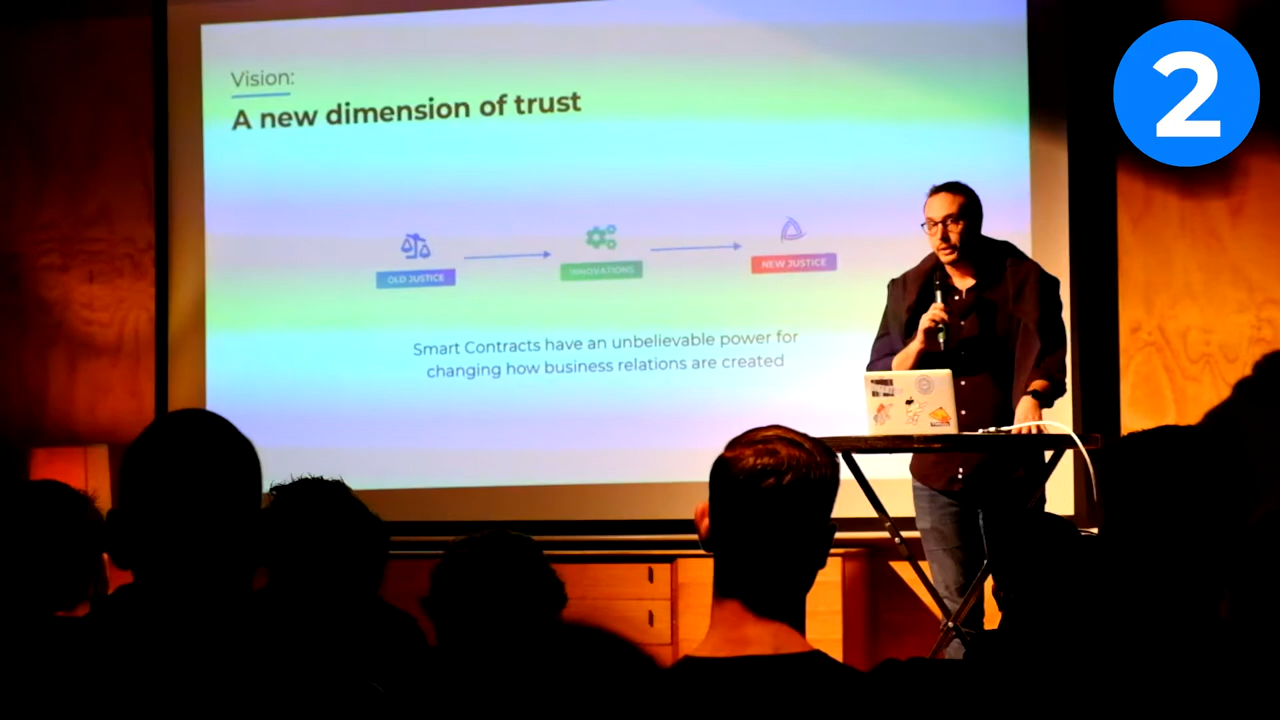 2
Vision:
A new dimension of trust
OLD JUSTICE
INNOVATIONS
NEW JUSTICE
Smart Contracts have an unbelievable power for
changing how business relations are created